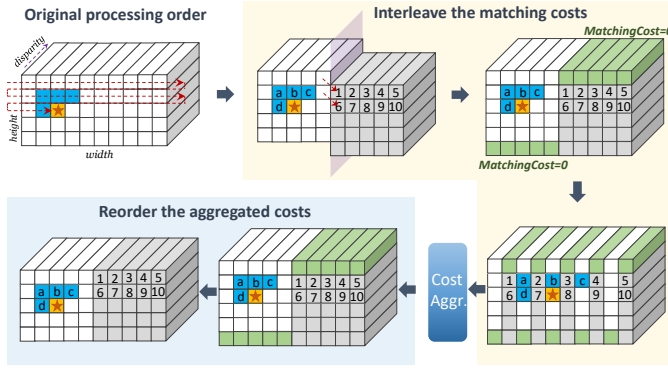 Original processing order
Interleave the matching costs
disparity
height
width
a b c
d
1 2 3 4 5
6 7 8 9 10
MatchingCost=0
a b c
d
1 2 3 4 5
6 7 8 9 10
MatchingCost=0
Reorder the aggregated costs
1 2 3 4 5
a b c
6 7 8 9 10
d
1 2 3 4 5
a b c
6 7 8 9 10
d
Cost
Aggr.
1 a 2 b 3 c 4 5
6 d 7 8 9 10